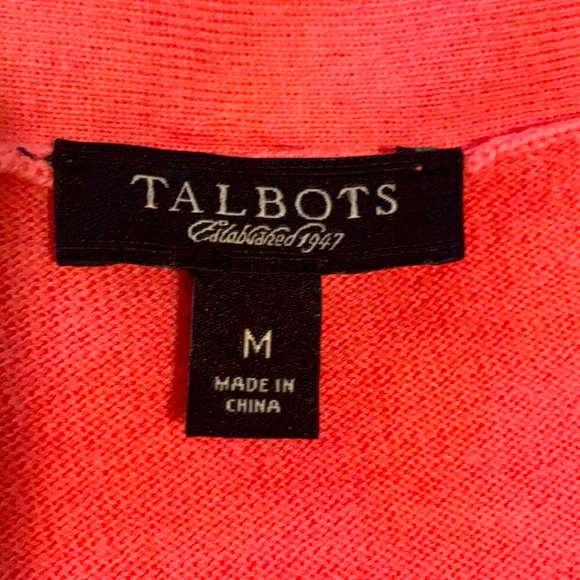 TALBOTS
Established 1947
M
MADE IN
CHINA